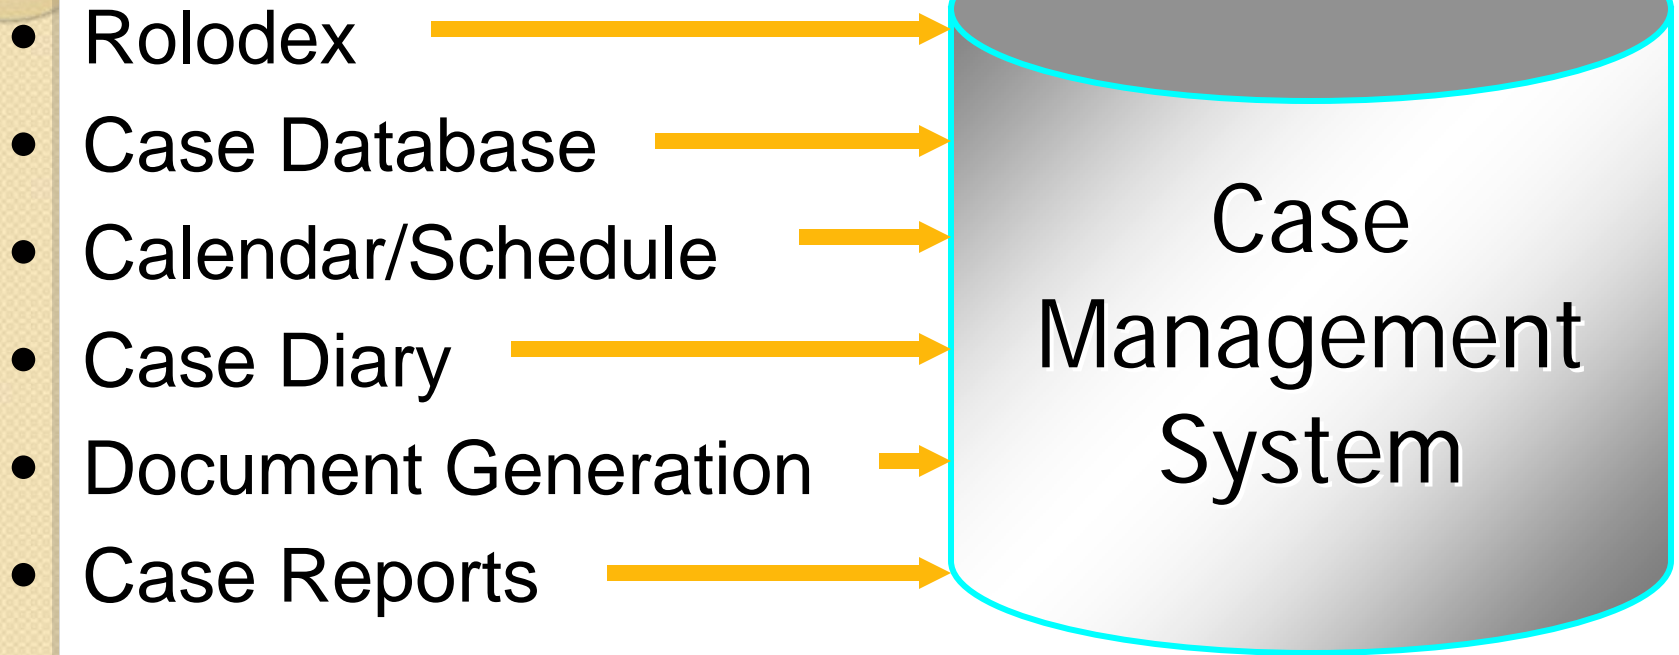 • Rolodex
• Case Database
• Calendar/Schedule
• Case Diary
• Document Generation
• Case Reports
Case
Management
System